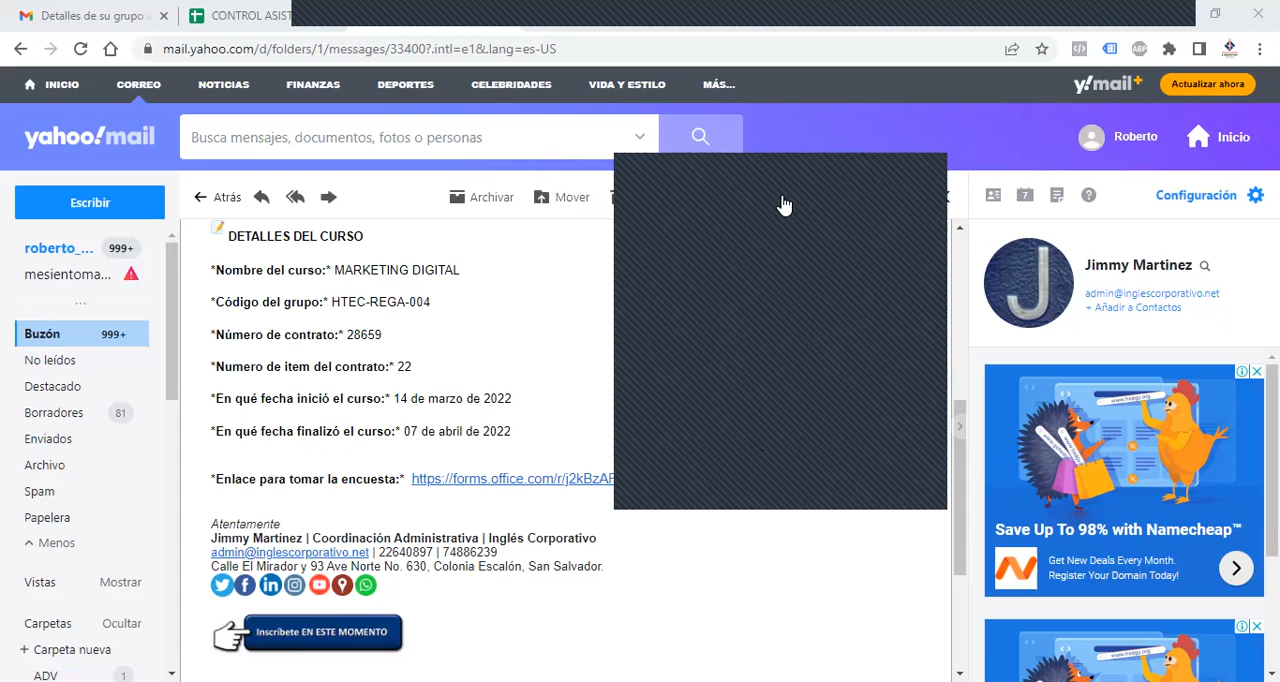 Detalles de su grupo a
CONTROL ASIST
mail.yahoo.com/d/folders/1/messages/33400?.intl=e1&.lang=es-US
INICIO CORREO NOTICIAS FINANZAS DEPORTES CELEBRIDADES VIDA Y ESTILO MÁS...
y!mail+ Actualizar ahora
yahoo!mail
Busca mensajes, documentos, fotos o personas
Roberto Inicio
Escribir
Atrás Archivar Mover
7 Configuración
roberto_... 999+
mesientoma...
...
Buzón 999+
No leídos
Destacado
Borradores 81
Enviados
Archivo
Spam
Papelera
Menos
Vistas Mostrar
Carpetas Ocultar
+ Carpeta nueva
ADV 1
DETALLES DEL CURSO
*Nombre del curso:* MARKETING DIGITAL
*Código del grupo:* HTEC-REGA-004
*Número de contrato:* 28659
*Numero de item del contrato:* 22
*En qué fecha inició el curso:* 14 de marzo de 2022
*En qué fecha finalizó el curso:* 07 de abril de 2022
*Enlace para tomar la encuesta:* https://forms.office.com/r/j2kBzAF
Atentamente
Jimmy Martínez | Coordinación Administrativa | Inglés Corporativo
admin@inglescorporativo.net | 22640897 | 74886239
Calle El Mirador y 93 Ave Norte No. 630, Colonia Escalón, San Salvador.
Inscríbete EN ESTE MOMENTO
Jimmy Martinez
admin@inglescorporativo.net
+ Añadir a Contactos
Save Up To 98% with Namecheap™
Get New Deals Every Month.
Register Your Domain Today!